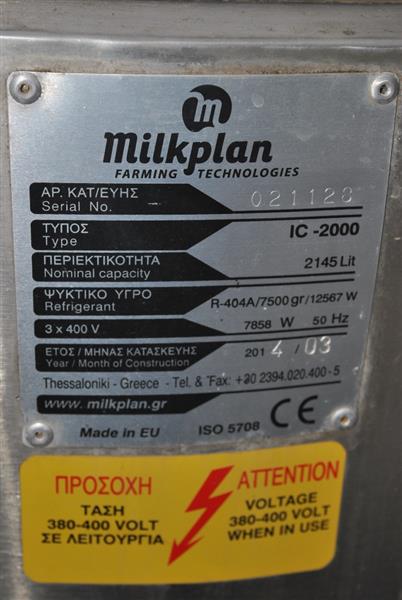 m
Milkplan
FARMING TECHNOLOGIES
ΑΡ. ΚΑΤ/ΕΥΗΣ
Serial No. 021128
ΤΥΠΟΣ
Type IC -2000
ΠΕΡΙΕΚΤΙΚΟΤΗΤΑ
Nominal capacity 2145 Lit
ΨΥΚΤΙΚΟ ΥΓΡΟ
Refrigerant R-404A/7500 gr/12567 W
3 x 400 V 7858 W 50 Hz
ΕΤΟΣ / ΜΗΝΑΣ ΚΑΤΑΣΚΕΥΗΣ
Year / Month of Construction 2014 / 03
Thessaloniki - Greece - Tel. & Fax: +30 2394.020.400 - 5
www.milkplan.gr
Made in EU ISO 5708 CE
ΠΡΟΣΟΧΗ
ΤΑΣΗ
380-400 VOLT
ΣΕ ΛΕΙΤΟΥΡΓΙΑ
ATTENTION
VOLTAGE
380-400 VOLT
WHEN IN USE